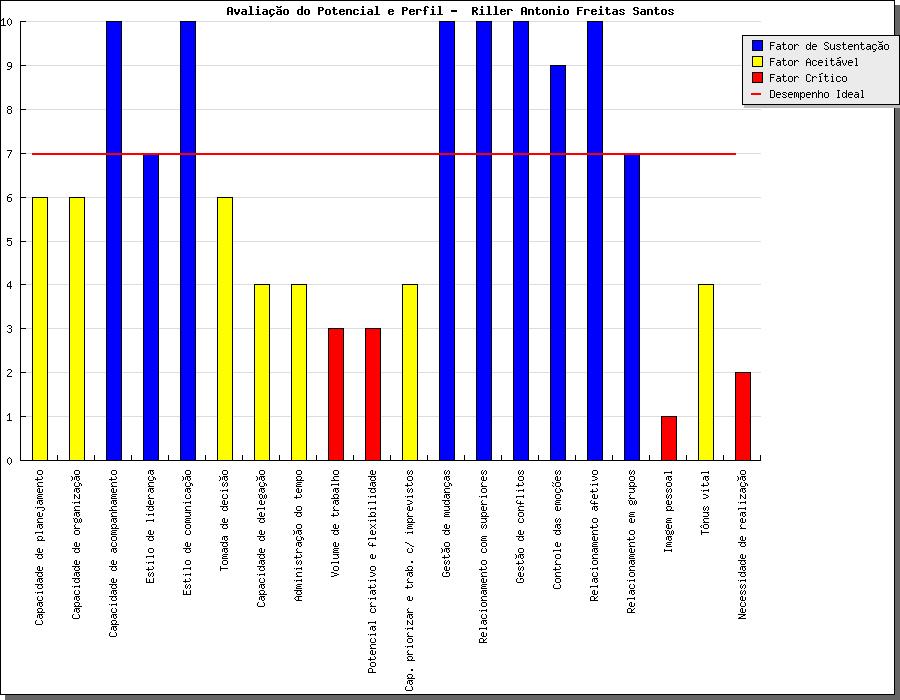 Avaliação do Potencial e Perfil - Riller Antonio Freitas Santos
Fator de Sustentação
Fator Aceitável
Fator Crítico
Desempenho Ideal
10
9
8
7
6
5
4
3
2
1
0
Capacidade de planejamento
Capacidade de organização
Capacidade de acompanhamento
Estilo de liderança
Estilo de comunicação
Tomada de decisão
Capacidade de delegação
Administração do tempo
Volume de trabalho
Potencial criativo e flexibilidade
Cap. priorizar e trab. c/ imprevistos
Gestão de mudanças
Relacionamento com superiores
Gestão de conflitos
Controle das emoções
Relacionamento afetivo
Relacionamento em grupos
Imagem pessoal
Tônus vital
Necessidade de realização